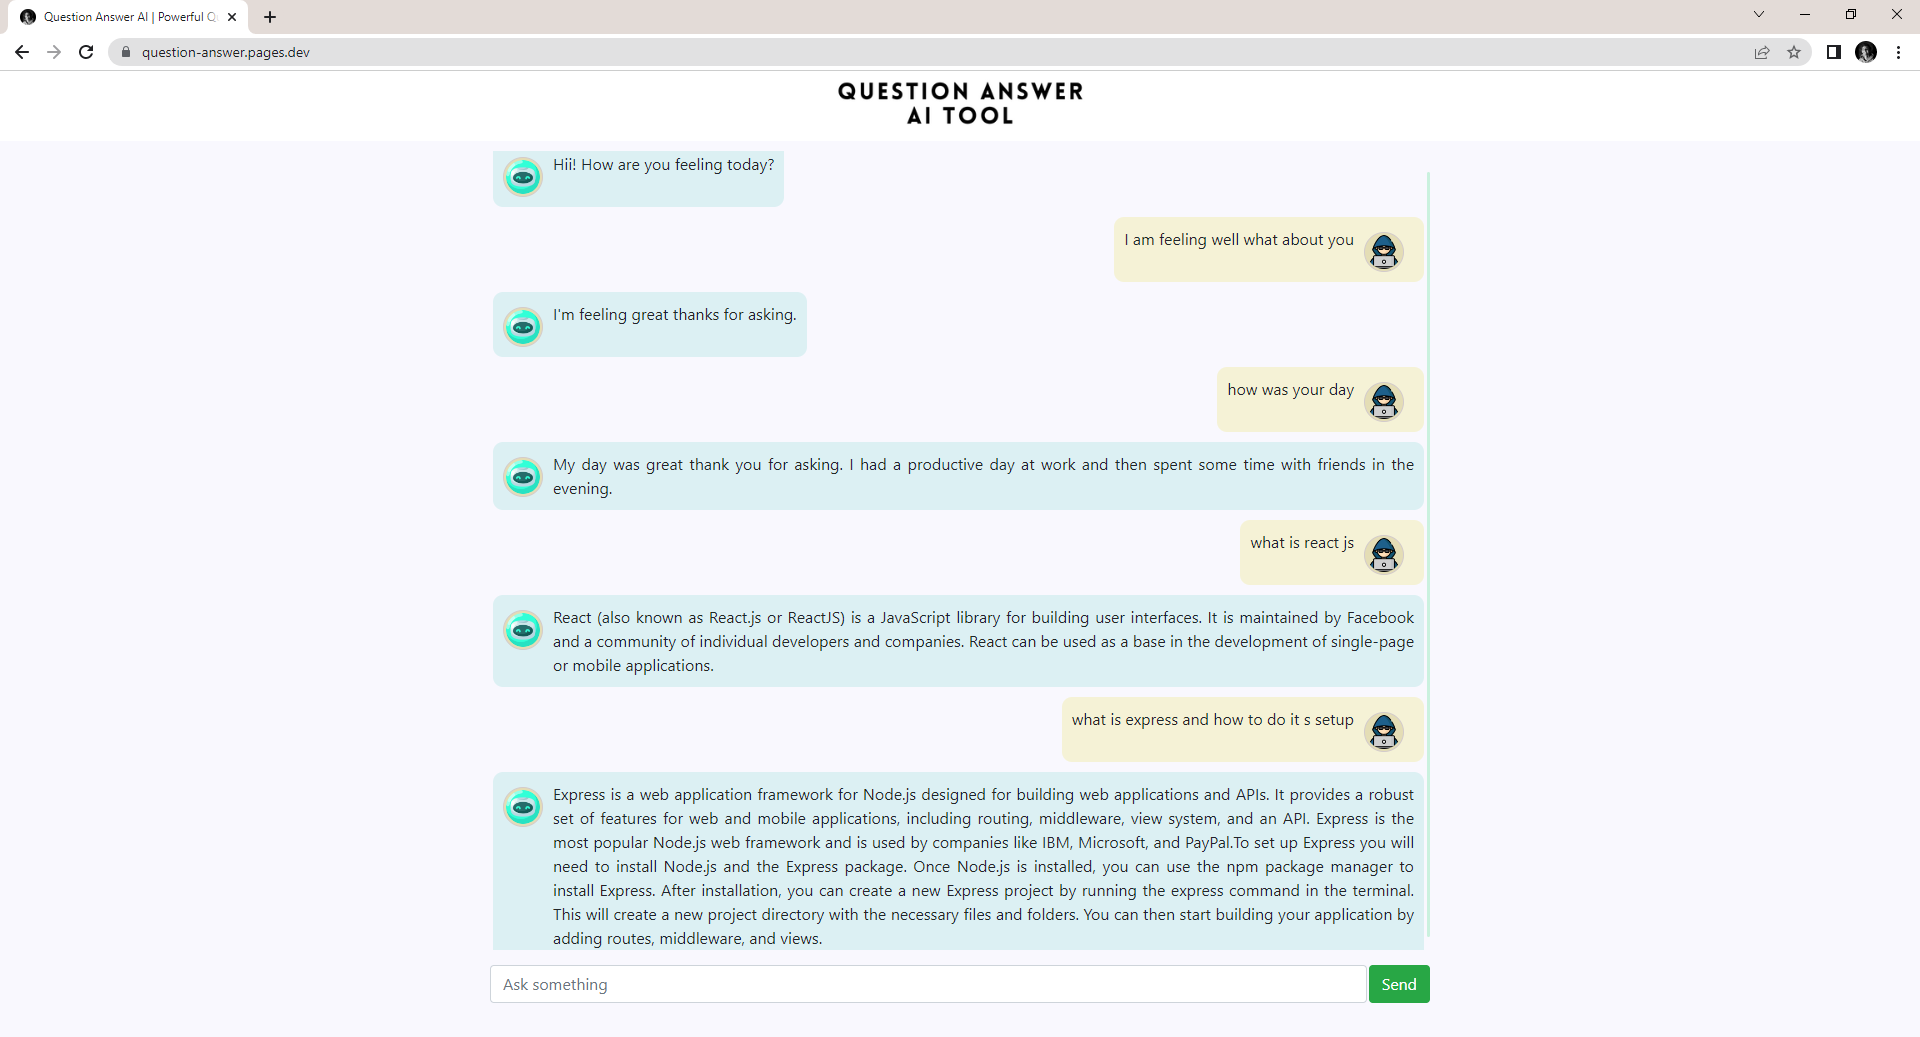 Question Answer AI | Powerful Q
question-answer.pages.dev
QUESTION ANSWER
AI TOOL
Hii! How are you feeling today?
I am feeling well what about you
I'm feeling great thanks for asking.
how was your day
My day was great thank you for asking. I had a productive day at work and then spent some time with friends in the
evening.
what is react js
React (also known as React.js or ReactJS) is a JavaScript library for building user interfaces. It is maintained by Facebook
and a community of individual developers and companies. React can be used as a base in the development of single-page
or mobile applications.
what is express and how to do it s setup
Express is a web application framework for Node.js designed for building web applications and APIs. It provides a robust
set of features for web and mobile applications, including routing, middleware, view system, and an API. Express is the
most popular Node.js web framework and is used by companies like IBM, Microsoft, and PayPal.To set up Express you will
need to install Node.js and the Express package. Once Node.js is installed, you can use the npm package manager to
install Express. After installation, you can create a new Express project by running the express command in the terminal.
This will create a new project directory with the necessary files and folders. You can then start building your application by
adding routes, middleware, and views.
Ask something
Send